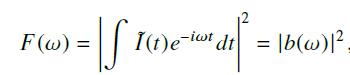 F(ω) = |∫ Ĩ(t)e^{-iωt} dt|^2 = |b(ω)|^2,